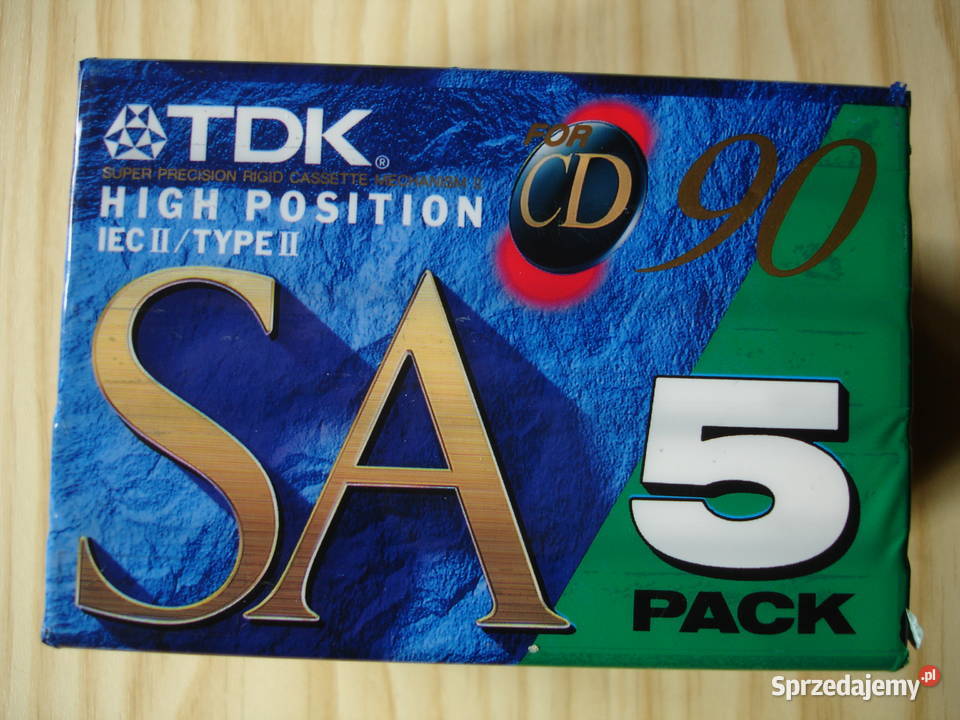 TDK®
SUPER PRECISION RIGID CASSETTE MECHANISM II
HIGH POSITION
IEC II/TYPE II
FOR
CD
90
SA
5
PACK
Sprzedajemy.pl